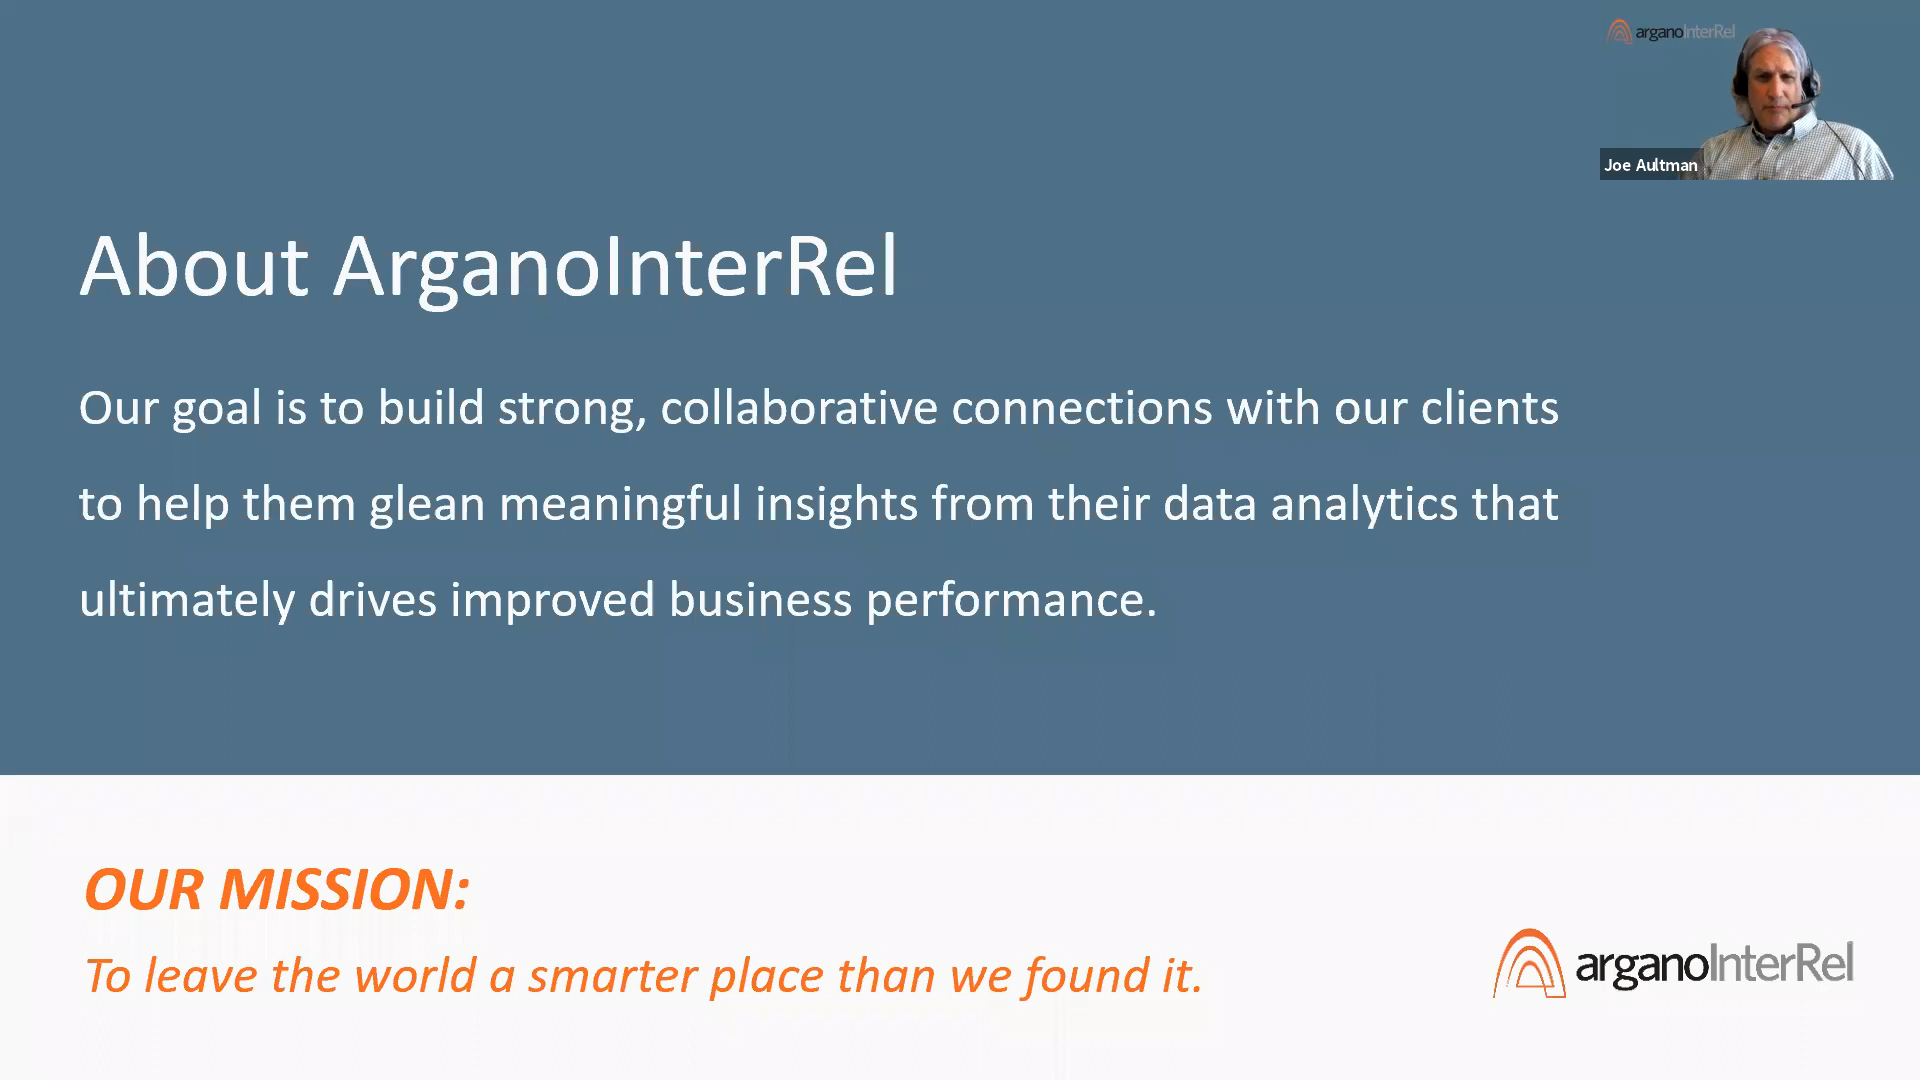 arganoInterRel
Joe Aultman
About ArganoInterRel
Our goal is to build strong, collaborative connections with our clients
to help them glean meaningful insights from their data analytics that
ultimately drives improved business performance.
OUR MISSION:
To leave the world a smarter place than we found it.
arganoInterRel